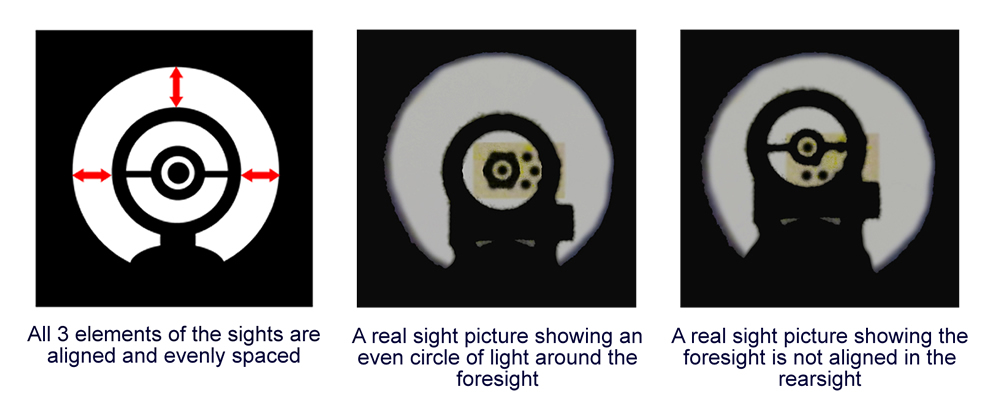 All 3 elements of the sights are
aligned and evenly spaced
A real sight picture showing an
even circle of light around the
foresight
A real sight picture showing the
foresight is not aligned in the
rearsight